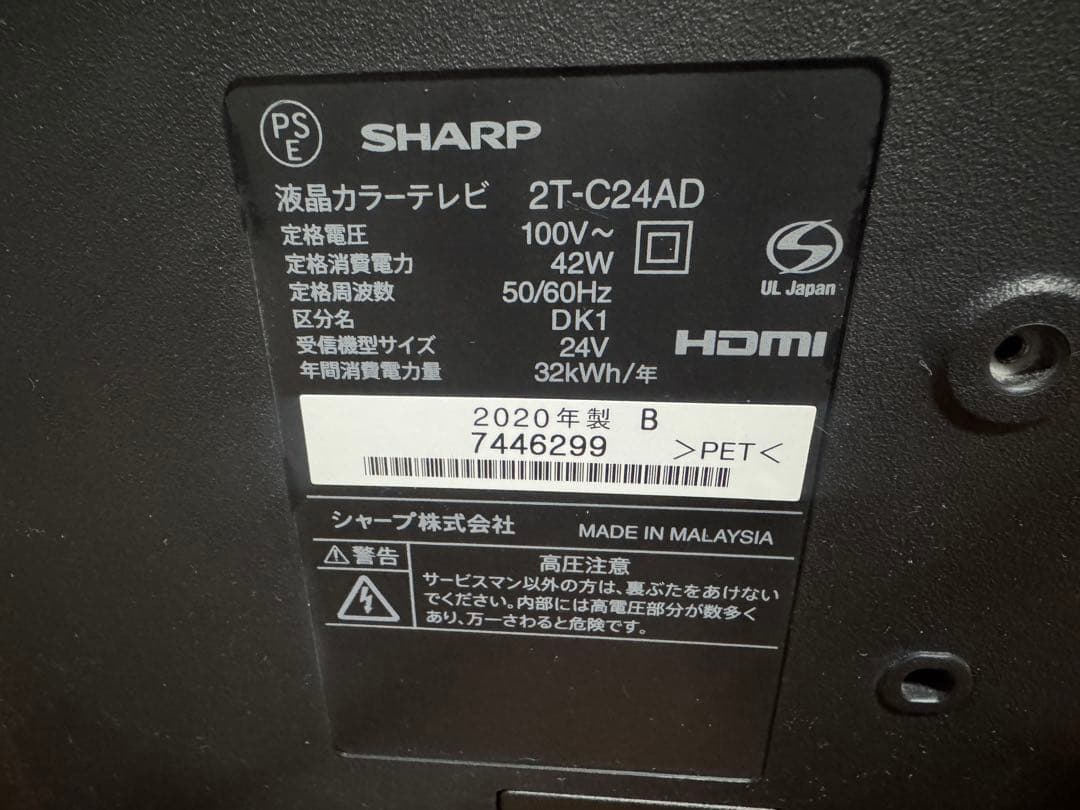 PS
E
SHARP
液晶カラーテレビ 2T-C24AD
定格電圧 100V～
定格消費電力 42W
定格周波数 50/60Hz
区分名 DK1
受信機型サイズ 24V
年間消費電力量 32kWh/年
UL Japan
HDMI
2020年製 B
7446299 >PET<
シャープ株式会社 MADE IN MALAYSIA
⚠警告
高圧注意
サービスマン以外の方は、裏ぶたをあけない
でください。内部には高電圧部分が数多く
あり、万一さわると危険です。